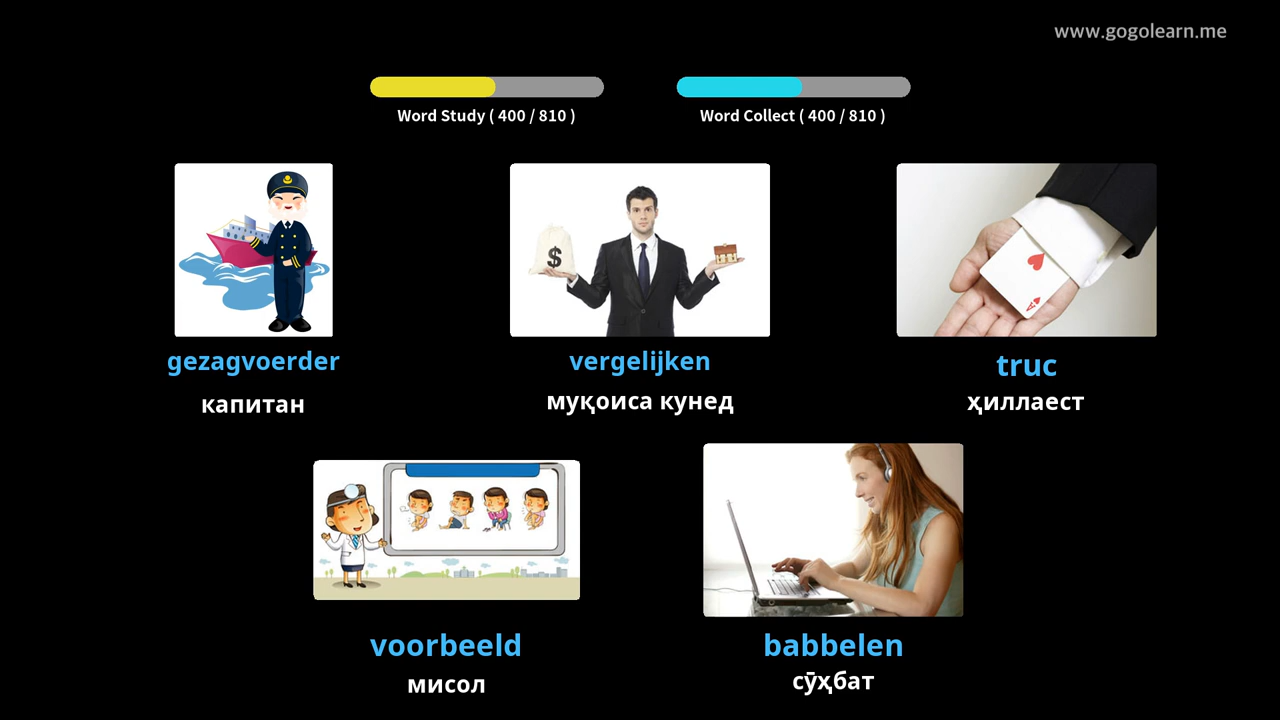 www.gogolearn.me
Word Study ( 400 / 810 )
Word Collect ( 400 / 810 )
$
A
gezagvoerder
vergelijken
truc
капитан
муқоиса кунед
ҳиллаест
voorbeeld
babbelen
мисол
сӯҳбат